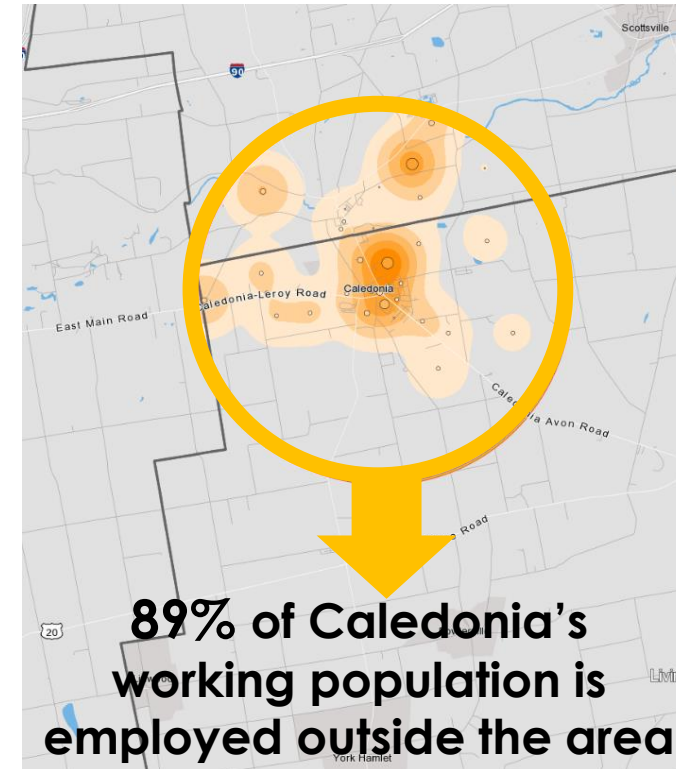 Scottsville
90
Caledonia-Leroy Road
Caledonia
East Main Road
Avon Road
Road
20
89% of Caledonia’s
working population is
employed outside the area
York Hamlet